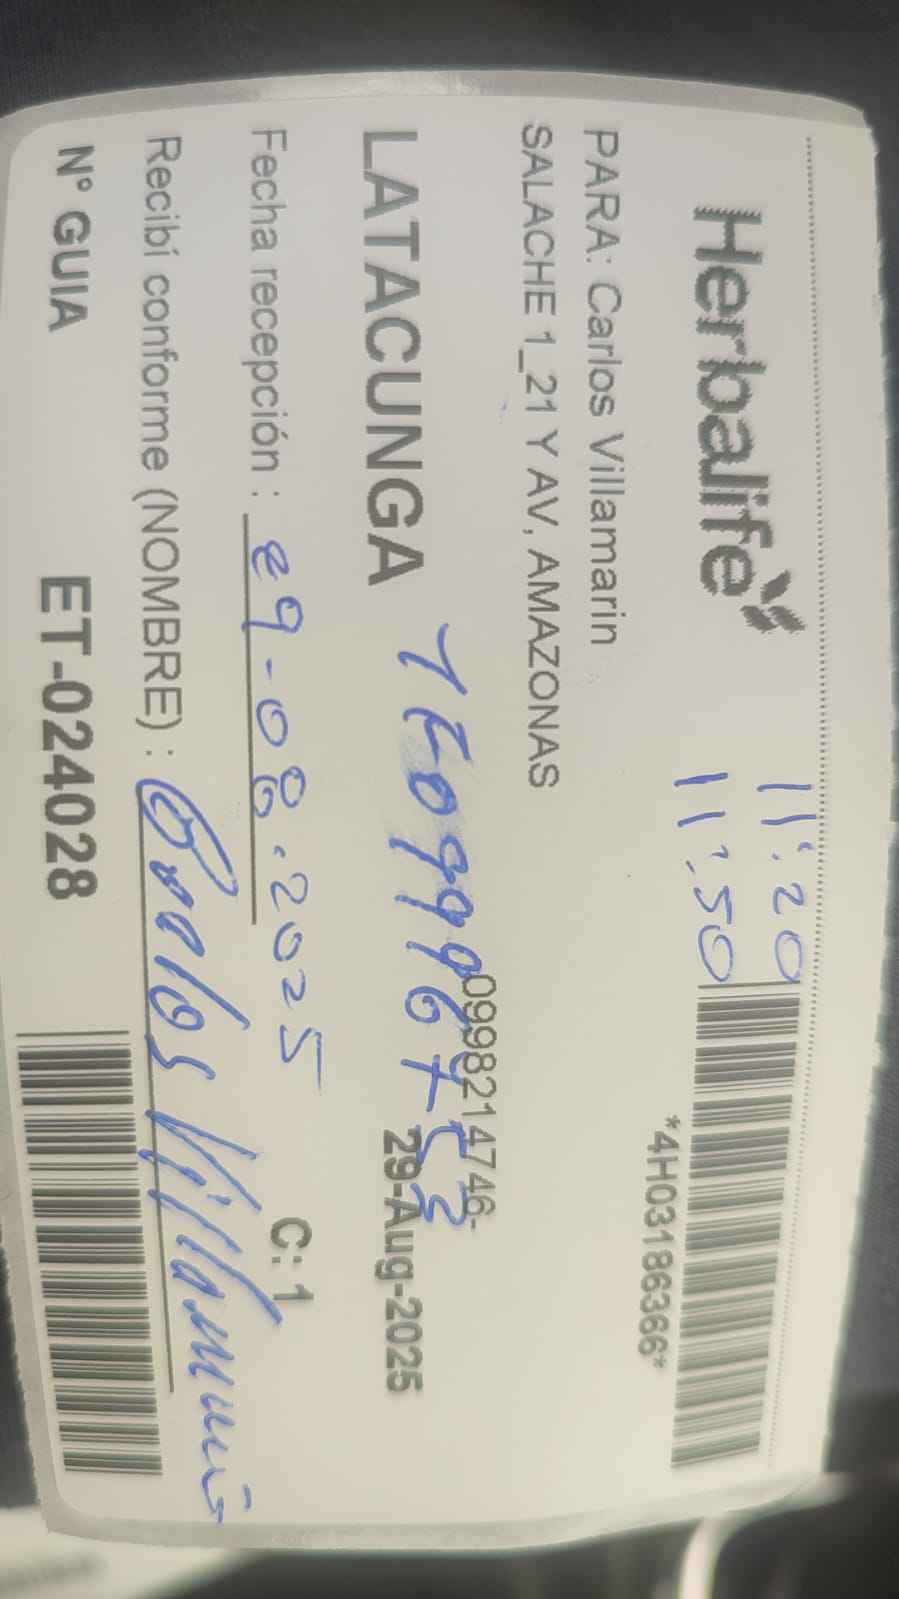 Herbalife
11:20
11:50
*4H03186366*
PARA: Carlos Villamarin
SALACHE 1_21 Y AV, AMAZONAS
0998214746-
LATACUNGA
29-Aug-2025
Fecha recepción : 29-08-2025
C: 1
Recibí conforme (NOMBRE) : Carlos Villamarin
Nº GUIA ET-024028